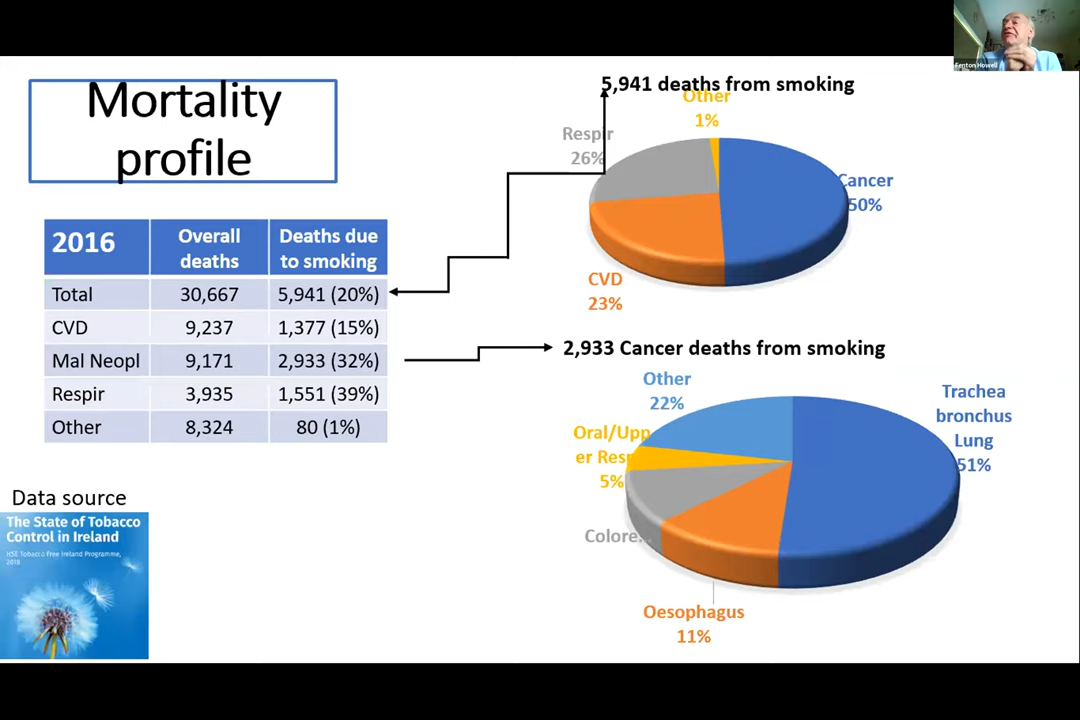 Fenton Howell
Mortality
profile
2016
Overall
deaths
Deaths due
to smoking
Total 30,667 5,941 (20%)
CVD 9,237 1,377 (15%)
Mal Neopl 9,171 2,933 (32%)
Respir 3,935 1,551 (39%)
Other 8,324 80 (1%)
Data source
The State of Tobacco
Control in Ireland
HSE Tobacco Free Ireland Programme,
2018
5,941 deaths from smoking
Other
1%
Respir
26%
Cancer
50%
CVD
23%
2,933 Cancer deaths from smoking
Other
22%
Trachea
bronchus
Lung
51%
Oral/Upp
er Resp
5%
Colore...
Oesophagus
11%